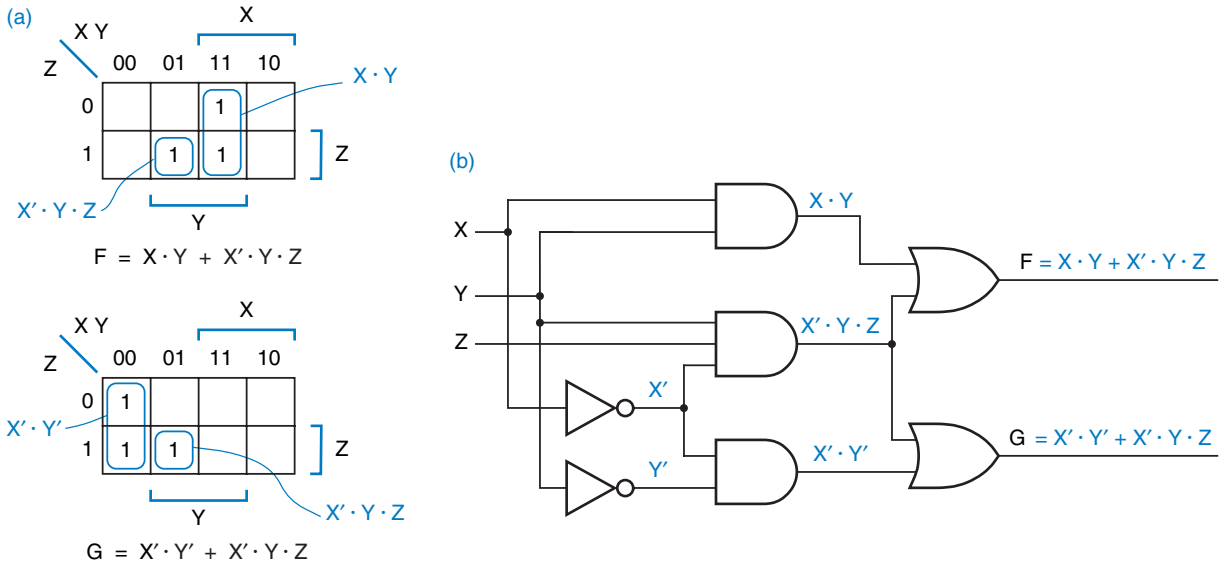 (a)
X
X Y
Z
00 01 11 10
X · Y
0 1
1 1 1 Z
X′ · Y · Z
Y
F = X · Y + X′ · Y · Z
X
X Y
Z
00 01 11 10
0 1
X′ · Y′
1 1 1 Z
Y
X′ · Y · Z
G = X′ · Y′ + X′ · Y · Z
(b)
X · Y
X
F = X · Y + X′ · Y · Z
Y
X′ · Y · Z
Z
X′
G = X′ · Y′ + X′ · Y · Z
Y′
X′ · Y′